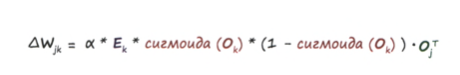 ΔW_jk = α * E_k * сигмоида (O_k) * (1 - сигмоида (O_k) ) · O_j^T